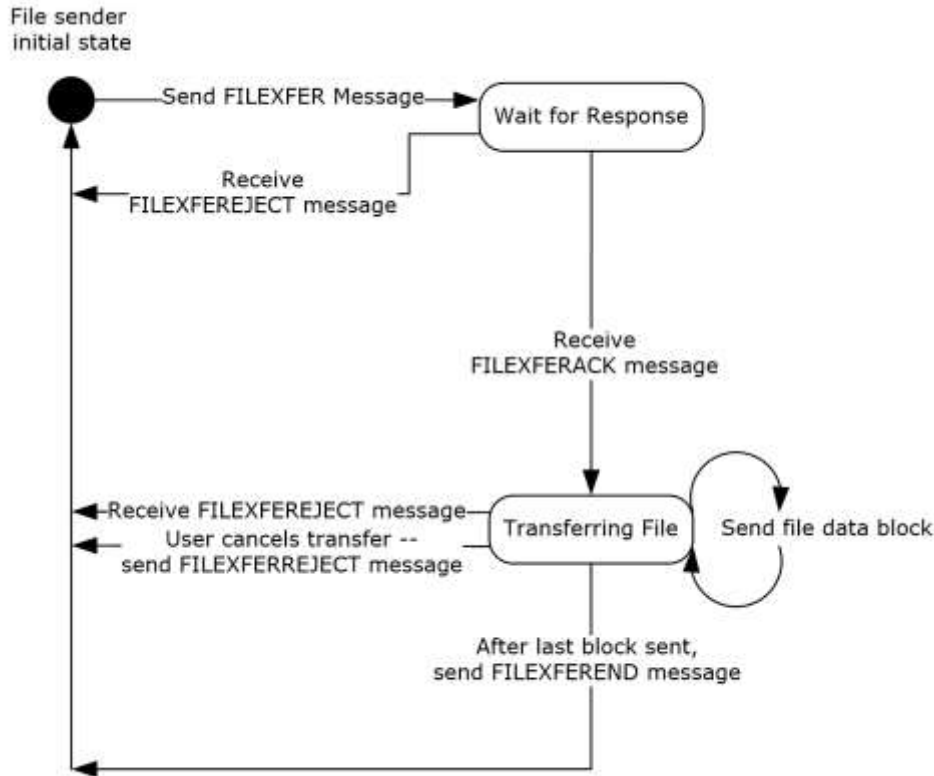 File sender
initial state
Send FILEXFER Message
Wait for Response
Receive
FILEXFEREJECT message
Receive
FILEXFERACK message
Receive FILEXFEREJECT message
Transferring File
Send file data block
User cancels transfer --
send FILEXFERREJECT message
After last block sent,
send FILEXFEREND message